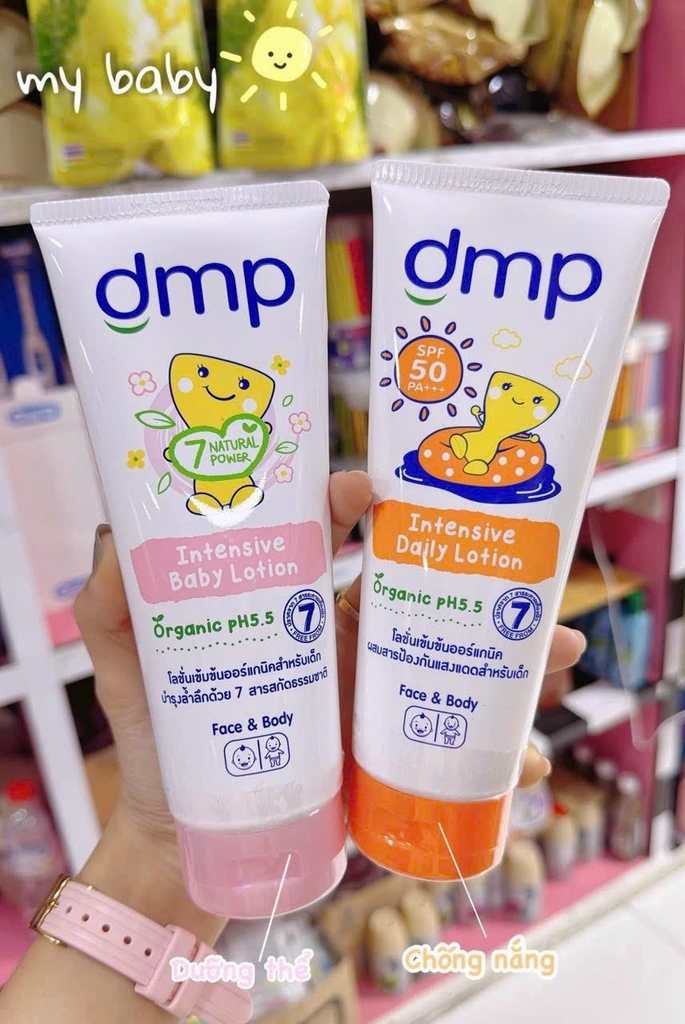 my baby
dmp
7 NATURAL
POWER
Intensive
Baby Lotion
Organic pH5.5
7
FREE FROM
โลชั่นเข้มข้นออร์แกนิคสำหรับเด็ก
บำรุงล้ำลึกด้วย 7 สารสกัดธรรมชาติ
Face & Body
Dưỡng thể
dmp
SPF
50
PA+++
Intensive
Daily Lotion
Organic pH5.5
7
FREE FROM
โลชั่นเข้มข้นออร์แกนิค
ผสมสารป้องกันแสงแดดสำหรับเด็ก
Face & Body
Chống nắng